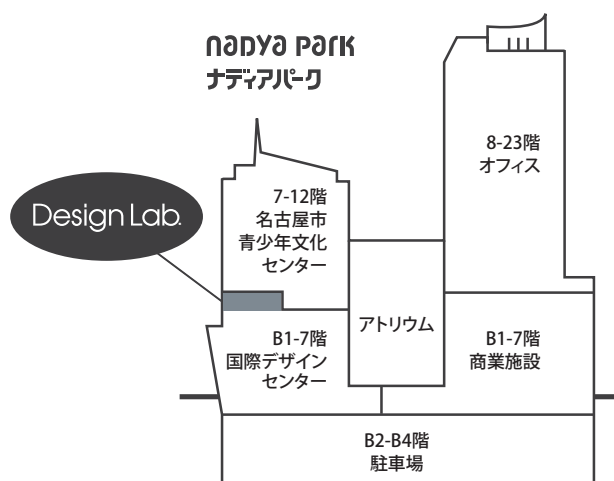 nadya park
ナディアパーク
8-23階
オフィス
7-12階
名古屋市
青少年文化
センター
Design Lab.
アトリウム
B1-7階
国際デザイン
センター
B1-7階
商業施設
B2-B4階
駐車場